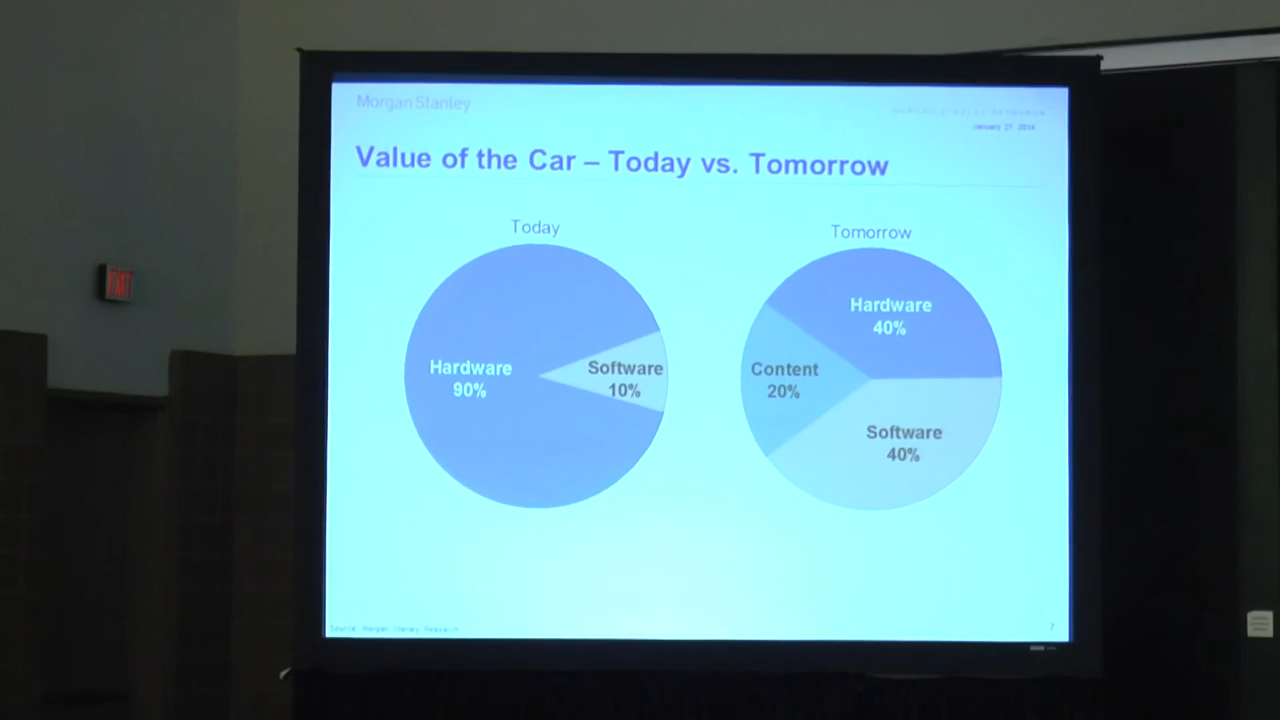 Morgan Stanley
RESEARCH
January 27, 2014
Value of the Car – Today vs. Tomorrow
Today
Tomorrow
Hardware
90%
Software
10%
Hardware
40%
Content
20%
Software
40%
Source: Morgan Stanley Research
7
EXIT